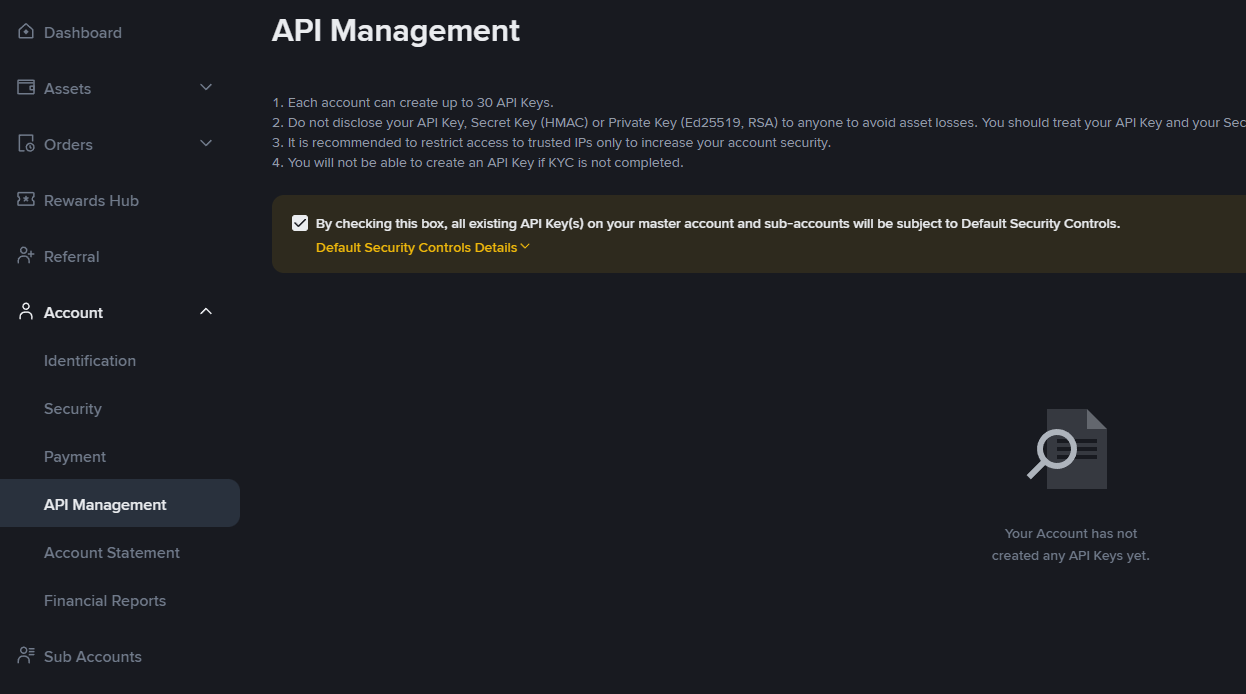 Dashboard
Assets
Orders
Rewards Hub
Referral
Account
Identification
Security
Payment
API Management
Account Statement
Financial Reports
Sub Accounts
API Management
1. Each account can create up to 30 API Keys.
2. Do not disclose your API Key, Secret Key (HMAC) or Private Key (Ed25519, RSA) to anyone to avoid asset losses. You should treat your API Key and your Sec
3. It is recommended to restrict access to trusted IPs only to increase your account security.
4. You will not be able to create an API Key if KYC is not completed.
By checking this box, all existing API Key(s) on your master account and sub-accounts will be subject to Default Security Controls.
Default Security Controls Details
Your Account has not
created any API Keys yet.